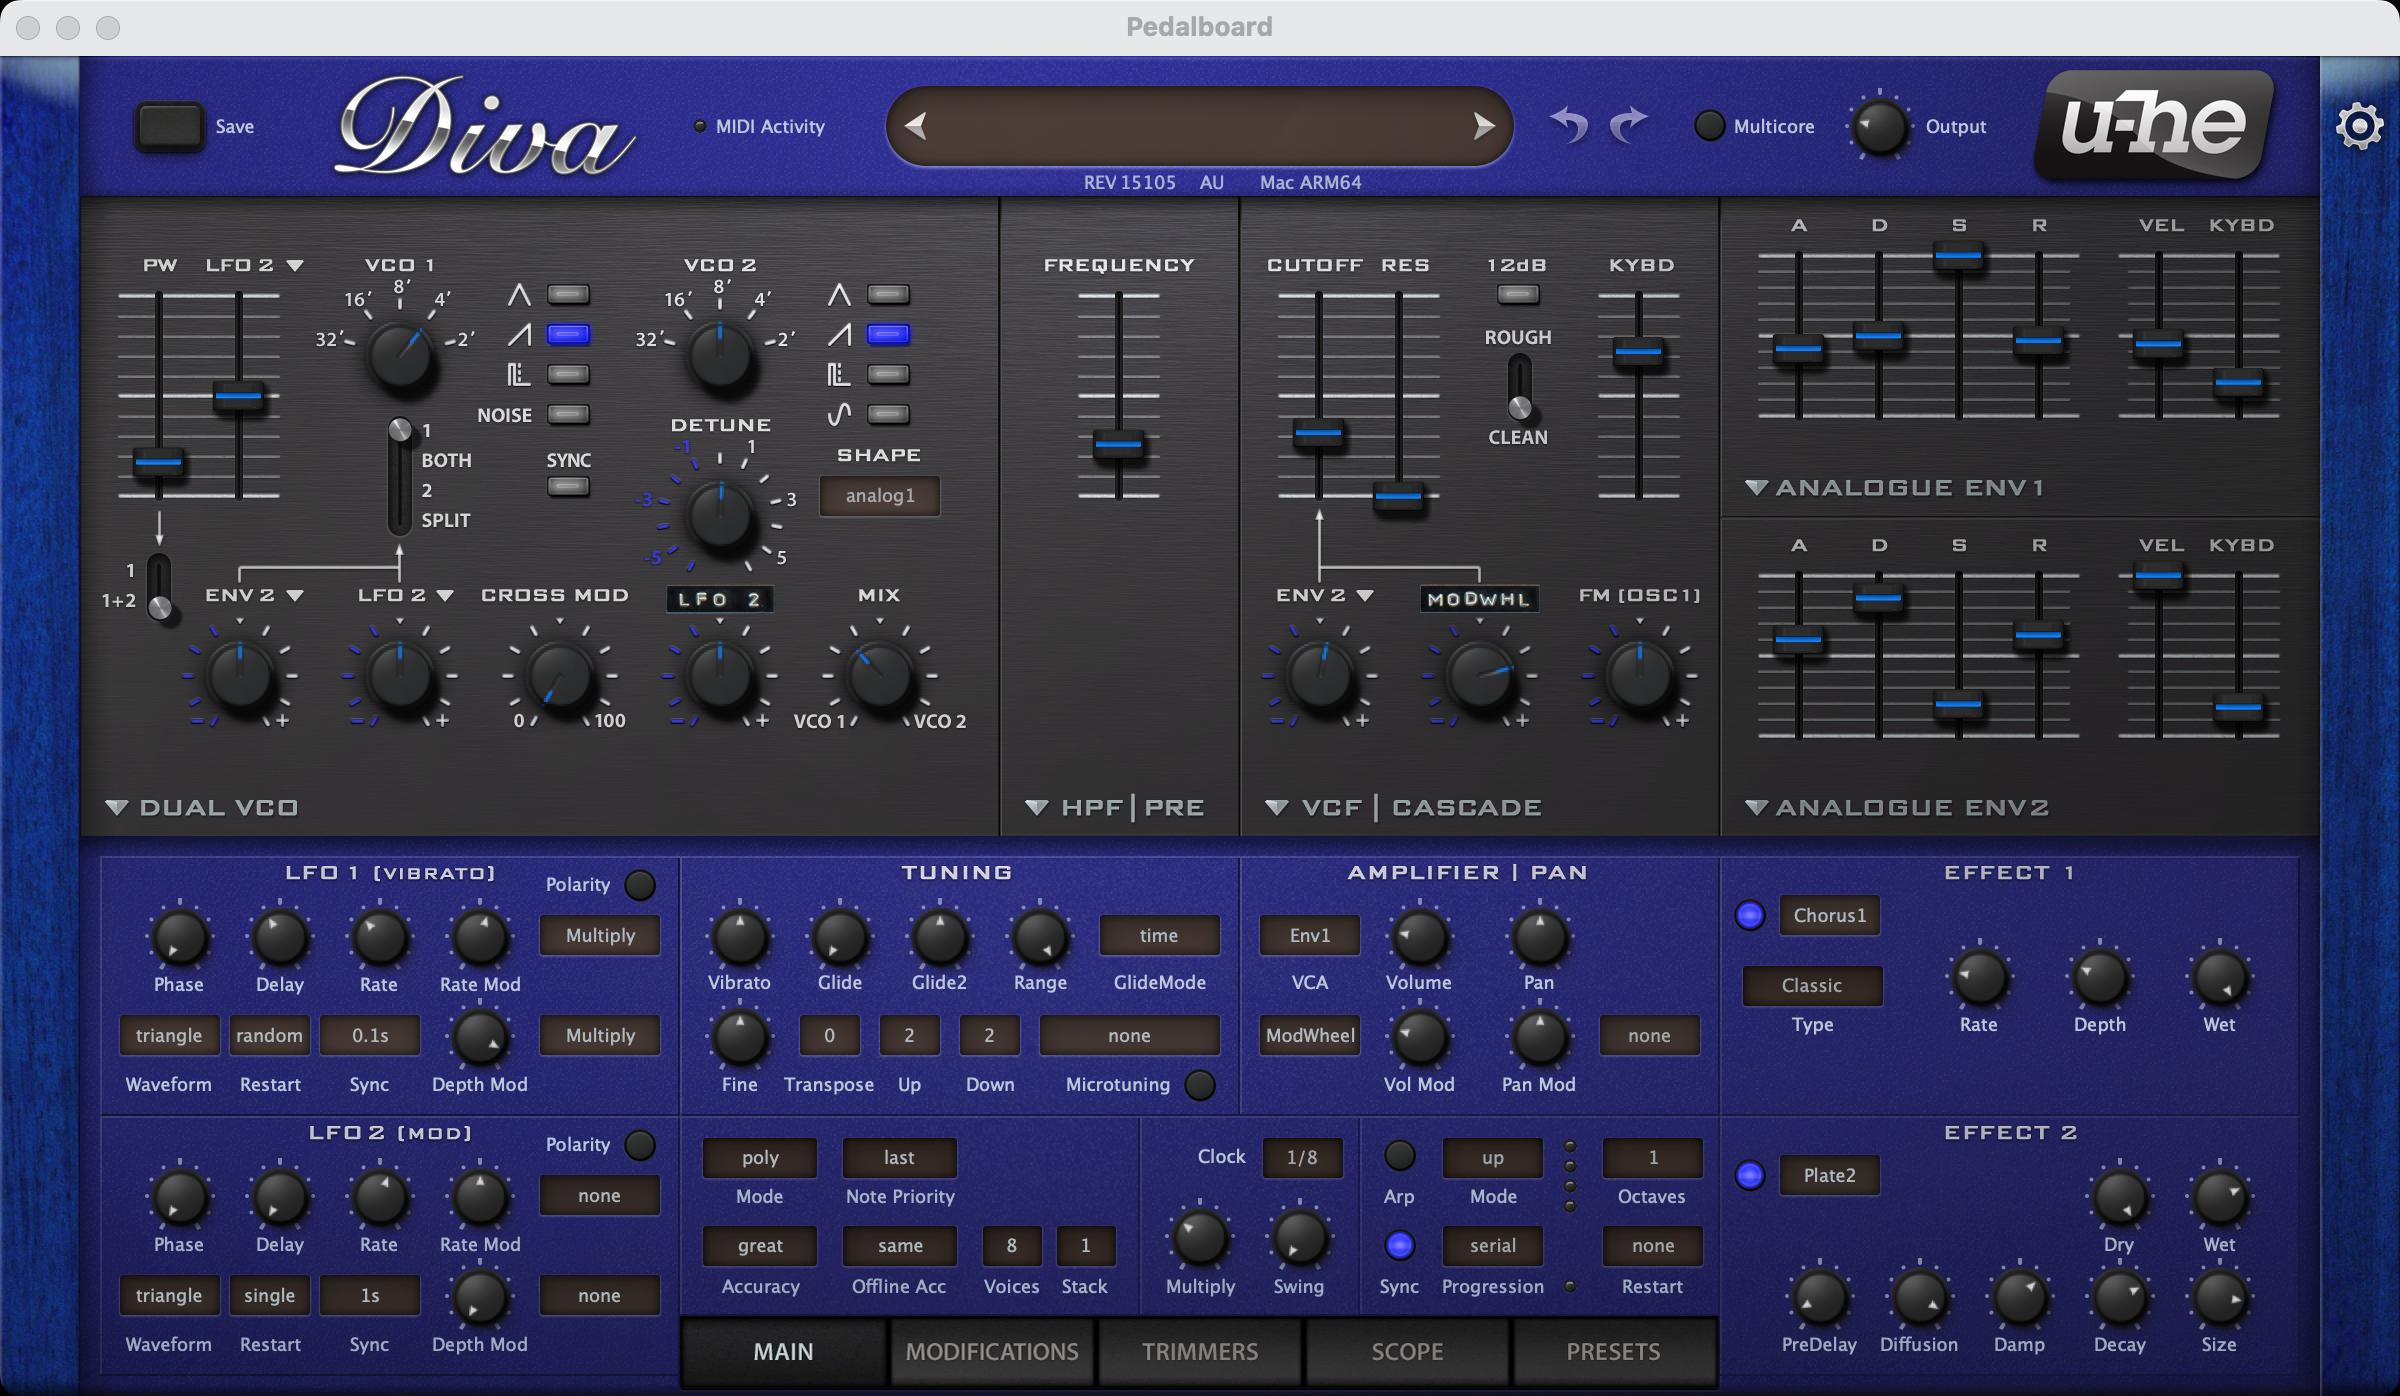 Pedalboard
Save
Diva
MIDI Activity
Multicore
Output
u-he
REV 15105 AU Mac ARM64
PW LFO 2
VCO 1
32' 16' 8' 4' 2'
NOISE
SYNC
1
BOTH
2
SPLIT
VCO 2
32' 16' 8' 4' 2'
DETUNE
-5 -3 -1 1 3 5
SHAPE
analog1
1
1+2
ENV 2
LFO 2
CROSS MOD
0 100
LFO 2
MIX
VCO 1 VCO 2
- +
- +
- +
DUAL VCO
FREQUENCY
HPF | PRE
CUTOFF RES
12dB
KYBD
ROUGH
CLEAN
ENV 2
MODWHL
FM [OSC1]
- +
- +
- +
VCF | CASCADE
A D S R VEL KYBD
ANALOGUE ENV1
A D S R VEL KYBD
ANALOGUE ENV2
LFO 1 [VIBRATO]
Polarity
Multiply
Phase Delay Rate Rate Mod
triangle random 0.1s Multiply
Waveform Restart Sync Depth Mod
LFO 2 [MOD]
Polarity
none
Phase Delay Rate Rate Mod
triangle single 1s none
Waveform Restart Sync Depth Mod
TUNING
time
Vibrato Glide Glide2 Range GlideMode
0 2 2 none
Fine Transpose Up Down Microtuning
AMPLIFIER | PAN
Env1
VCA Volume Pan
ModWheel none
Vol Mod Pan Mod
EFFECT 1
Chorus1
Classic
Type Rate Depth Wet
poly last
Mode Note Priority
great same 8 1
Accuracy Offline Acc Voices Stack
Clock 1/8
Multiply Swing
up 1
Arp Mode Octaves
serial none
Sync Progression Restart
EFFECT 2
Plate2
Dry Wet
PreDelay Diffusion Damp Decay Size
MAIN MODIFICATIONS TRIMMERS SCOPE PRESETS